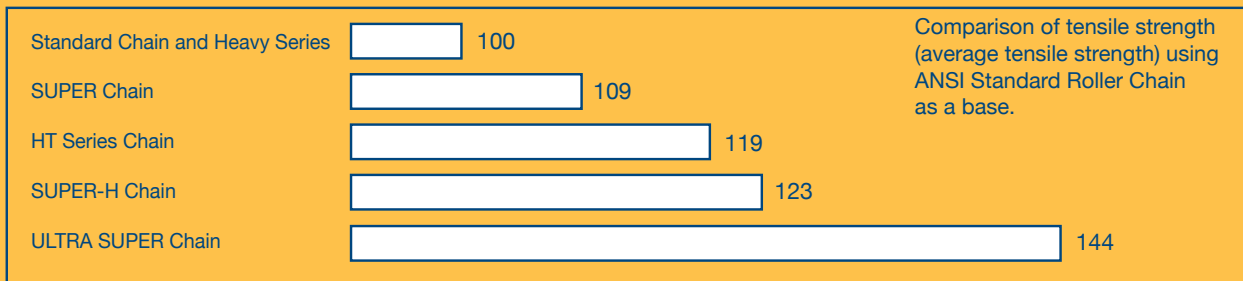 Standard Chain and Heavy Series 100
SUPER Chain 109
HT Series Chain 119
SUPER-H Chain 123
ULTRA SUPER Chain 144
Comparison of tensile strength
(average tensile strength) using
ANSI Standard Roller Chain
as a base.